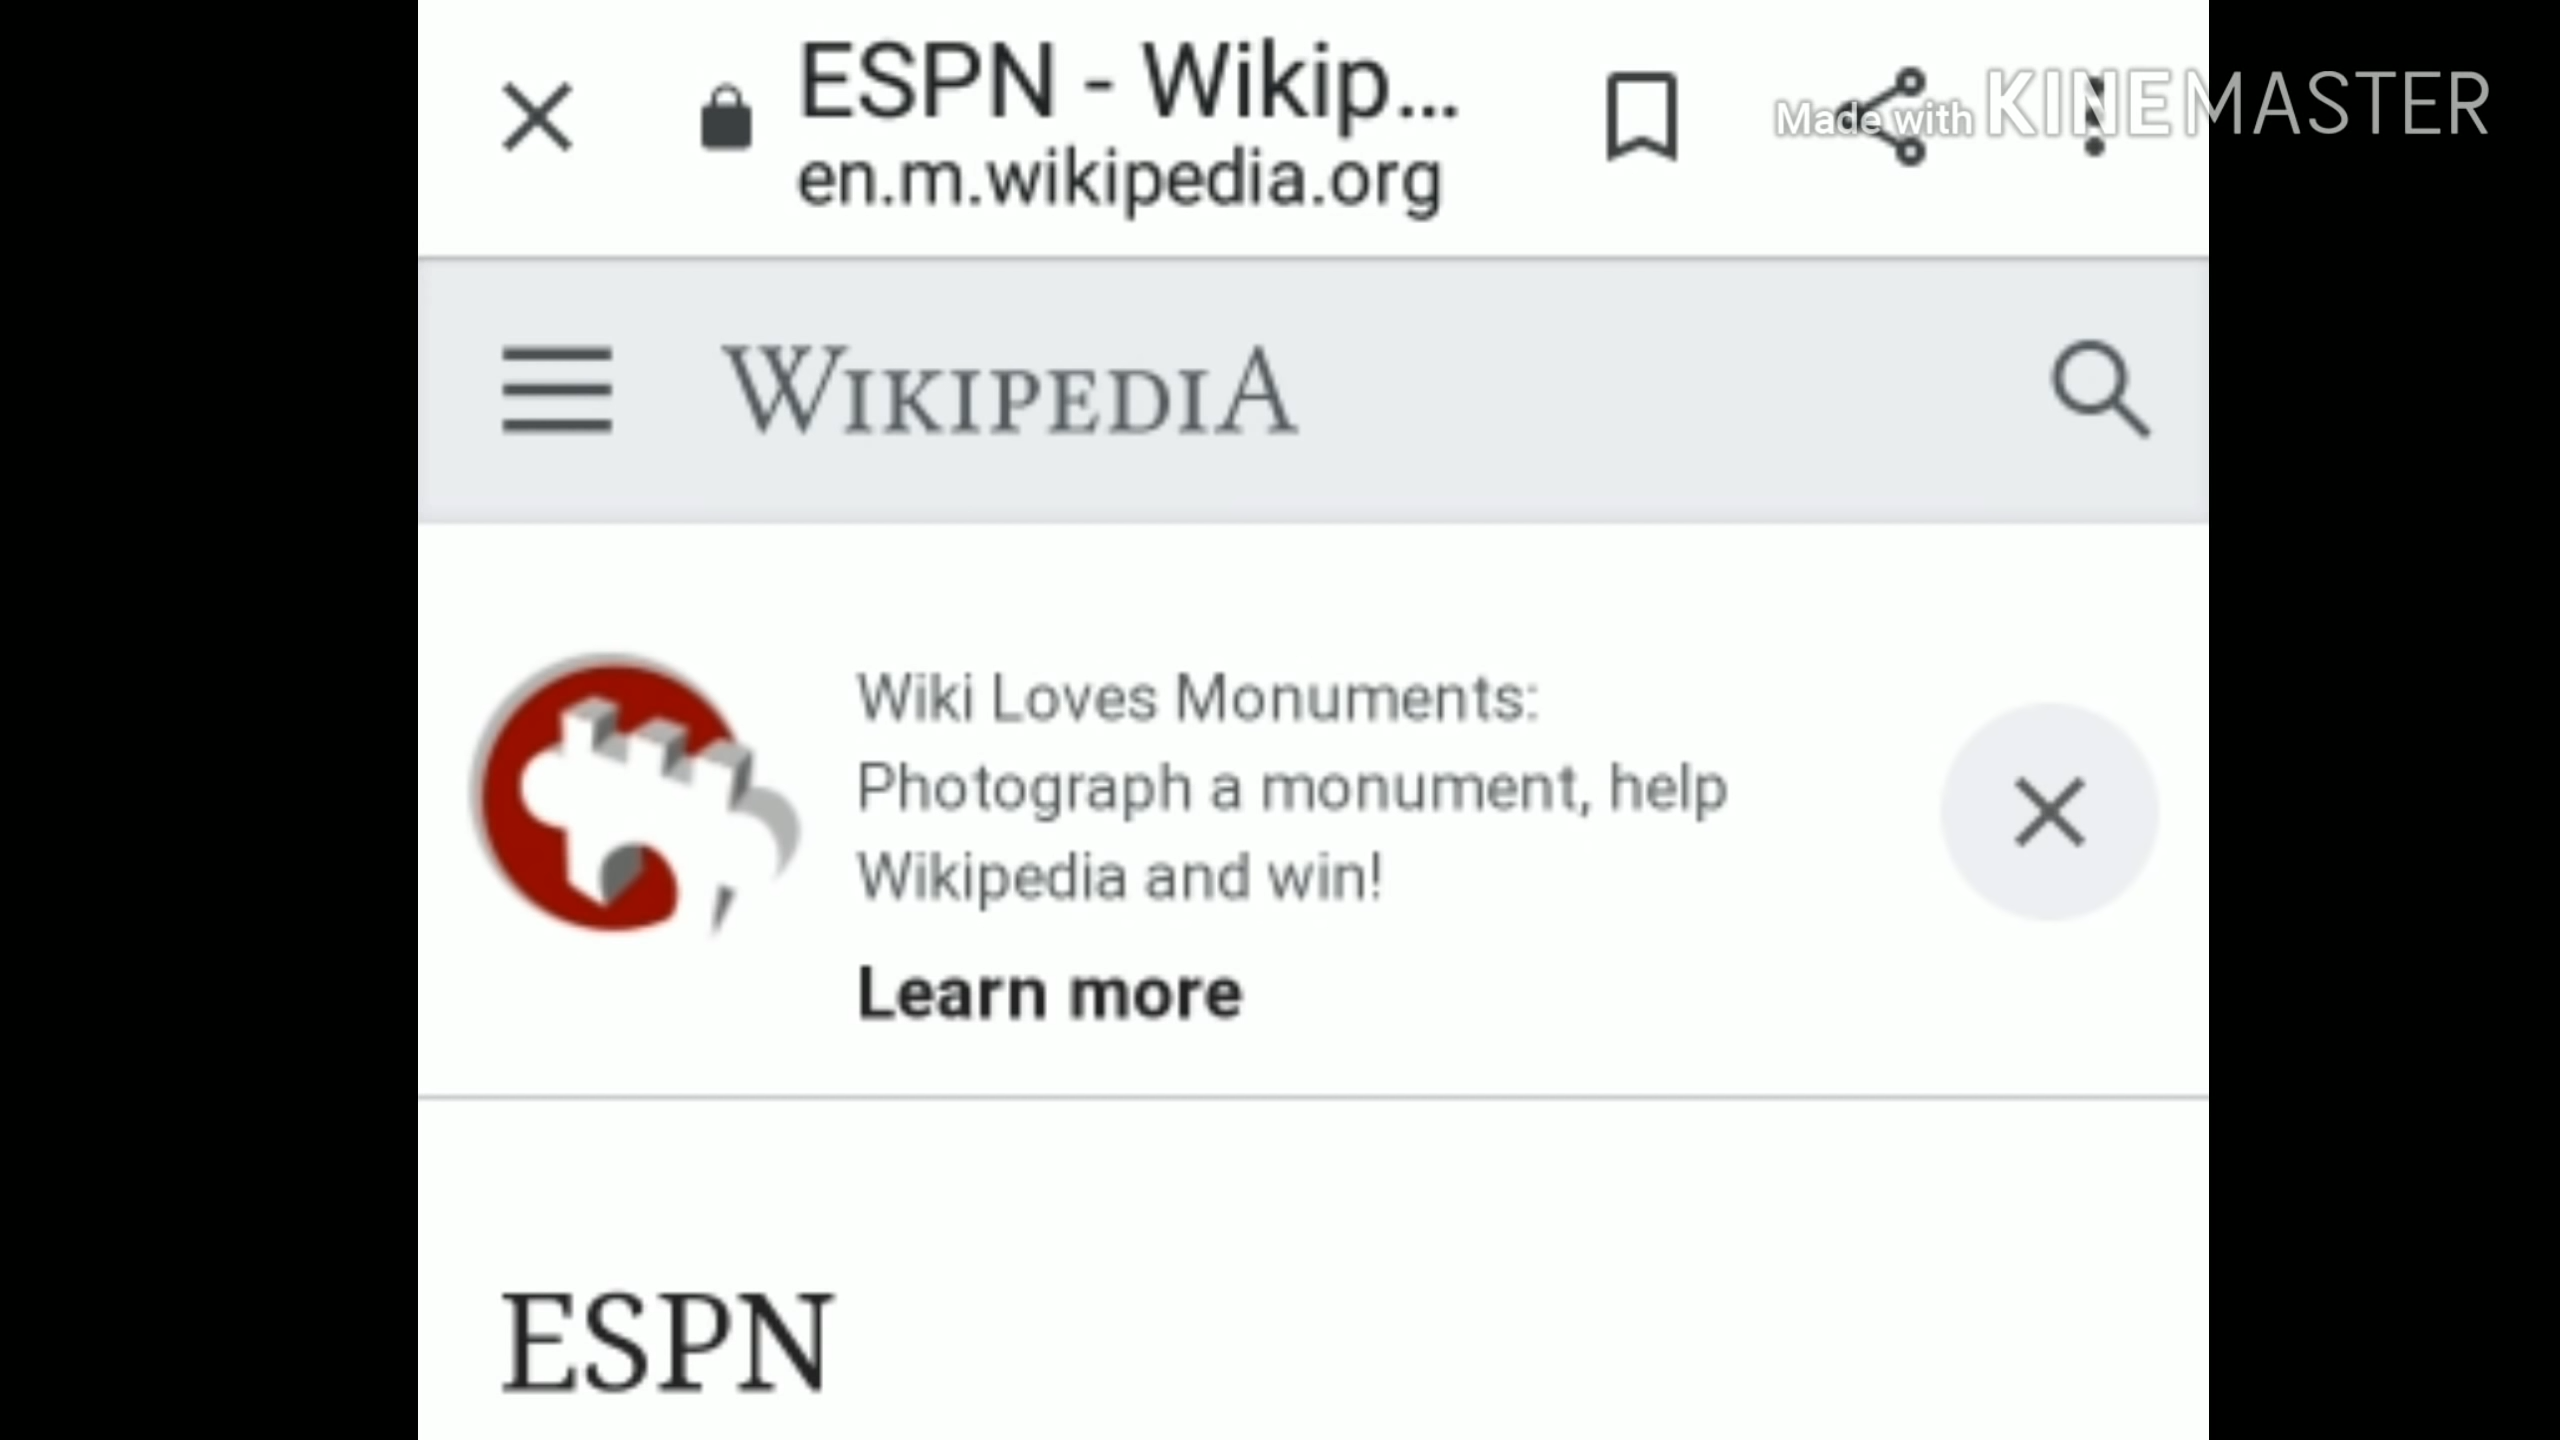 ESPN - Wikip...
en.m.wikipedia.org
Made with KINEMASTER
WIKIPEDIA
Wiki Loves Monuments:
Photograph a monument, help
Wikipedia and win!
Learn more
ESPN